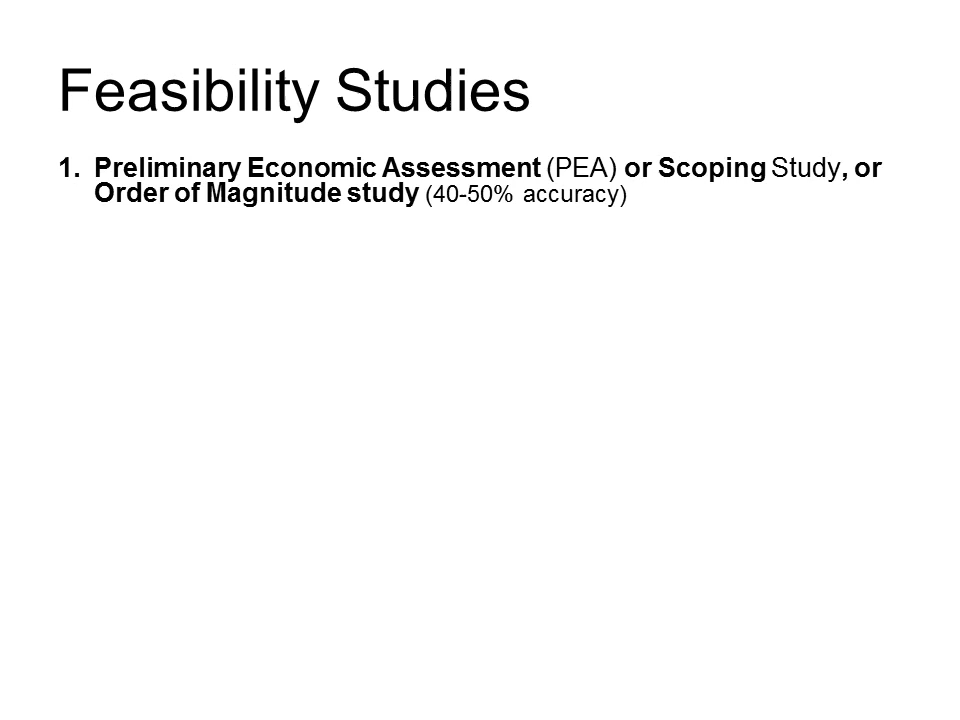 Feasibility Studies
1. Preliminary Economic Assessment (PEA) or Scoping Study, or
Order of Magnitude study (40-50% accuracy)